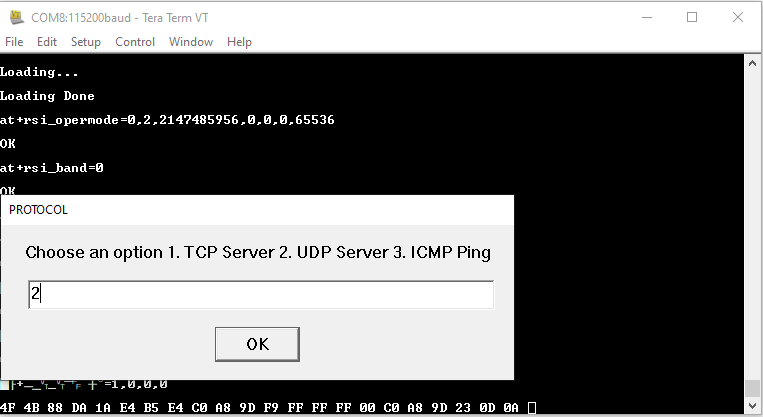 COM8:115200baud - Tera Term VT
File Edit Setup Control Window Help
Loading...
Loading Done
at+rsi_opermode=0,2,2147485956,0,0,0,65536
OK
at+rsi_band=0
OK
PROTOCOL
Choose an option 1. TCP Server 2. UDP Server 3. ICMP Ping
2
OK
=1,0,0,0
4F 4B 88 DA 1A E4 B5 E4 C0 A8 9D F9 FF FF FF 00 C0 A8 9D 23 0D 0A